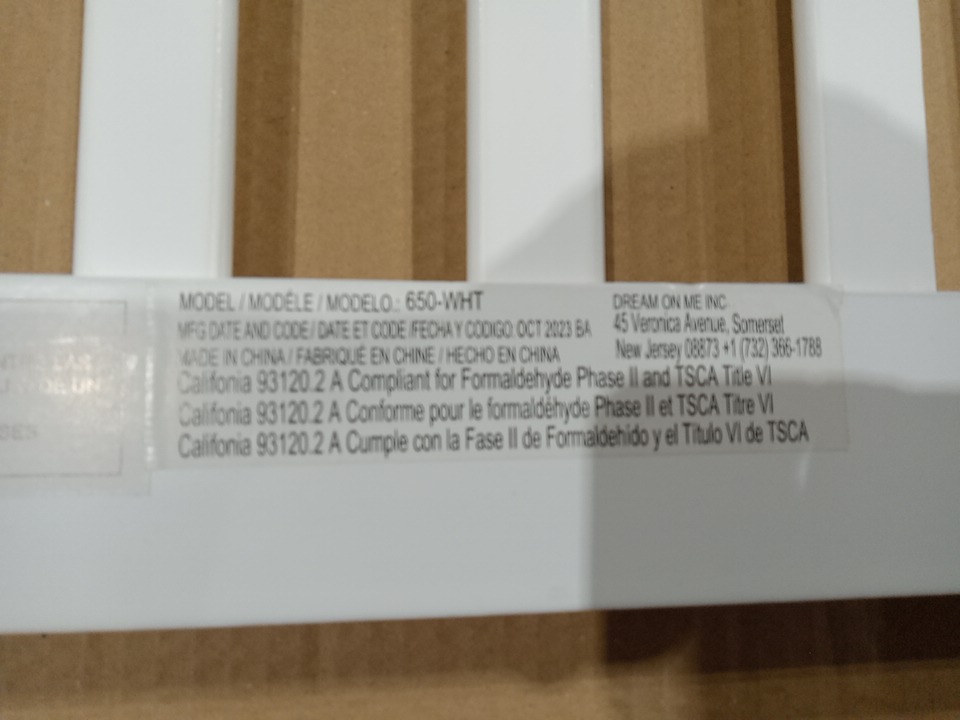 MODEL / MODÈLE / MODELO.: 650-WHT
MFG DATE AND CODE/ DATE ET CODE /FECHA Y CODIGO: OCT 2023 BA
MADE IN CHINA / FABRIQUÉ EN CHINE / HECHO EN CHINA
Califonia 93120.2 A Compliant for Formaldehyde Phase II and TSCA Title VI
Califonia 93120.2 A Conforme pour le formaldéhyde Phase II et TSCA Titre VI
Califonia 93120.2 A Cumple con la Fase II de Formaldehido y el Titulo VI de TSCA
DREAM ON ME INC.
45 Veronica Avenue, Somerset
New Jersey 08873 +1 (732) 366-1788